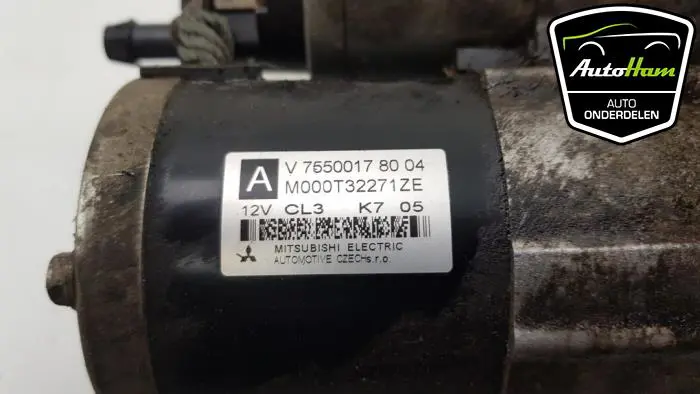 AutoHam
AUTO
ONDERDELEN
A
V 7550017 80 04
M000T32271ZE
12V CL3 K7 05
MITSUBISHI ELECTRIC
AUTOMOTIVE CZECHs.r.o.